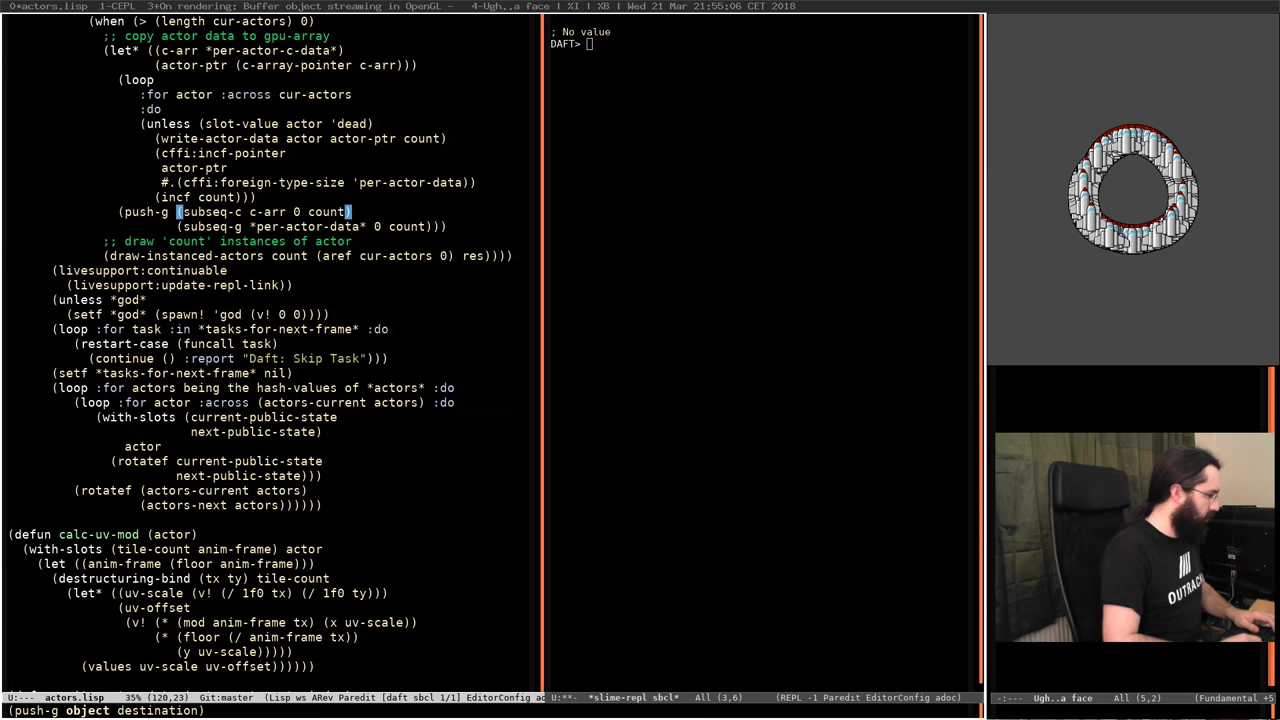 0*actors.lisp  1-CEPL  3+On rendering: Buffer object streaming in OpenGL -  4-Ugh..a face | XI | XB | Wed 21 Mar 21:55:06 CET 2018
(when (> (length cur-actors) 0)
;; copy actor data to gpu-array
(let* ((c-arr *per-actor-c-data*)
(actor-ptr (c-array-pointer c-arr)))
(loop
:for actor :across cur-actors
:do
(unless (slot-value actor 'dead)
(write-actor-data actor actor-ptr count)
(cffi:incf-pointer
actor-ptr
#.(cffi:foreign-type-size 'per-actor-data))
(incf count)))
(push-g (subseq-c c-arr 0 count)
(subseq-g *per-actor-data* 0 count)))
;; draw 'count' instances of actor
(draw-instanced-actors count (aref cur-actors 0) res))))
(livesupport:continuable
(livesupport:update-repl-link))
(unless *god*
(setf *god* (spawn! 'god (v! 0 0))))
(loop :for task :in *tasks-for-next-frame* :do
(restart-case (funcall task)
(continue () :report "Daft: Skip Task")))
(setf *tasks-for-next-frame* nil)
(loop :for actors being the hash-values of *actors* :do
(loop :for actor :across (actors-current actors) :do
(with-slots (current-public-state
next-public-state)
actor
(rotatef current-public-state
next-public-state)))
(rotatef (actors-current actors)
(actors-next actors))))))
(defun calc-uv-mod (actor)
(with-slots (tile-count anim-frame) actor
(let ((anim-frame (floor anim-frame)))
(destructuring-bind (tx ty) tile-count
(let* ((uv-scale (v! (/ 1f0 tx) (/ 1f0 ty)))
(uv-offset
(v! (* (mod anim-frame tx) (x uv-scale))
(* (floor (/ anim-frame tx))
(y uv-scale)))))
(values uv-scale uv-offset))))))
U:---  actors.lisp  35% (120,23)  Git:master  (Lisp ws ARev Paredit [daft sbcl 1/1] EditorConfig ad
(push-g object destination)
; No value
DAFT>
U:**-  *slime-repl sbcl*  All (3,6)  (REPL -1 Paredit EditorConfig adoc)
OUTRAC
-:---  Ugh..a face  All (5,2)  (Fundamental +5